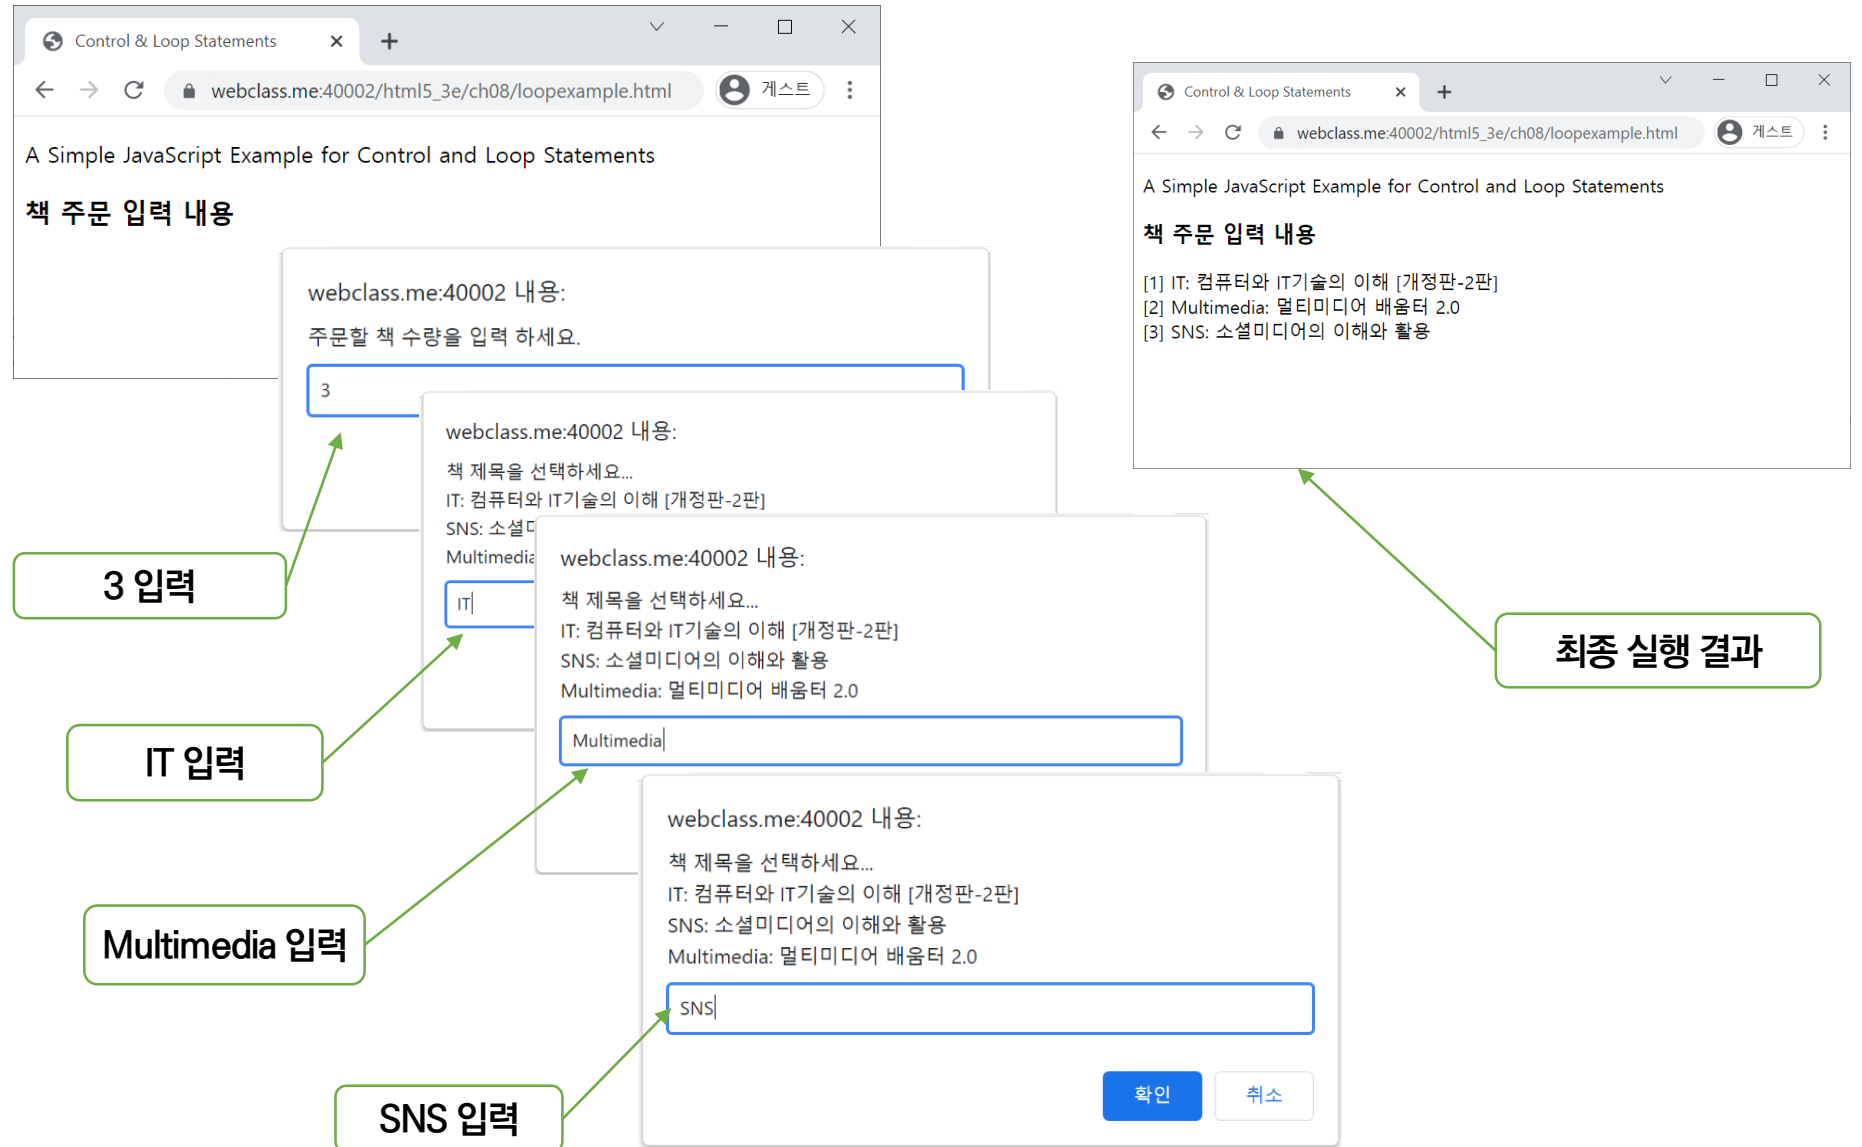 Control & Loop Statements
webclass.me:40002/html5_3e/ch08/loopexample.html
게스트
A Simple JavaScript Example for Control and Loop Statements
책 주문 입력 내용
webclass.me:40002 내용:
주문할 책 수량을 입력 하세요.
3
webclass.me:40002 내용:
책 제목을 선택하세요...
IT: 컴퓨터와 IT기술의 이해 [개정판-2판]
SNS: 소셜미
Multimedia
IT
webclass.me:40002 내용:
책 제목을 선택하세요...
IT: 컴퓨터와 IT기술의 이해 [개정판-2판]
SNS: 소셜미디어의 이해와 활용
Multimedia: 멀티미디어 배움터 2.0
Multimedia
webclass.me:40002 내용:
책 제목을 선택하세요...
IT: 컴퓨터와 IT기술의 이해 [개정판-2판]
SNS: 소셜미디어의 이해와 활용
Multimedia: 멀티미디어 배움터 2.0
SNS
확인
취소
3 입력
IT 입력
Multimedia 입력
SNS 입력
Control & Loop Statements
webclass.me:40002/html5_3e/ch08/loopexample.html
게스트
A Simple JavaScript Example for Control and Loop Statements
책 주문 입력 내용
[1] IT: 컴퓨터와 IT기술의 이해 [개정판-2판]
[2] Multimedia: 멀티미디어 배움터 2.0
[3] SNS: 소셜미디어의 이해와 활용
최종 실행 결과